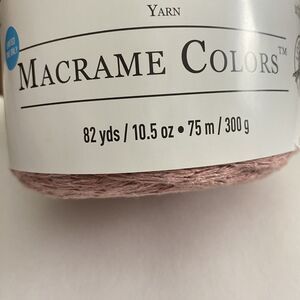 YARN
MACRAME COLORS™
82 yds / 10.5 oz • 75 m / 300 g